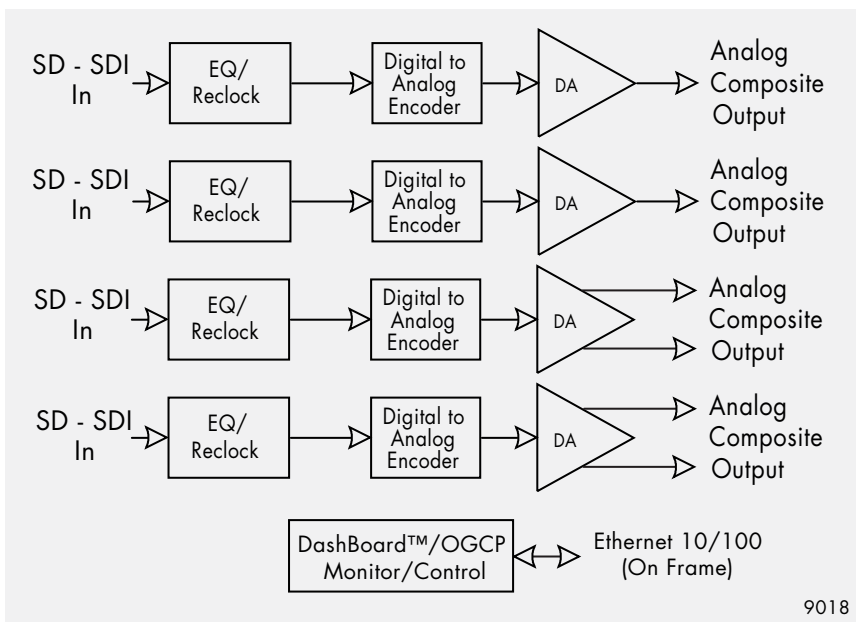 SD - SDI
In
EQ/
Reclock
Digital to
Analog
Encoder
DA
Analog
Composite
Output
SD - SDI
In
EQ/
Reclock
Digital to
Analog
Encoder
DA
Analog
Composite
Output
SD - SDI
In
EQ/
Reclock
Digital to
Analog
Encoder
DA
Analog
Composite
Output
SD - SDI
In
EQ/
Reclock
Digital to
Analog
Encoder
DA
Analog
Composite
Output
DashBoard™/OGCP
Monitor/Control
Ethernet 10/100
(On Frame)
9018